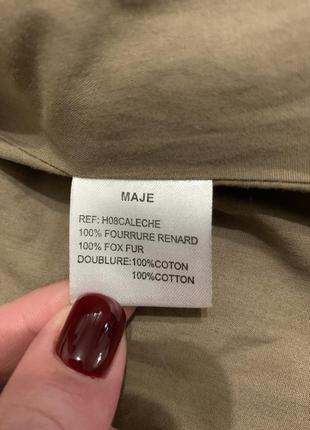 MAJE
REF: H08CALECHE
100% FOURRURE RENARD
100% FOX FUR
DOUBLURE:100%COTON
100%COTTON